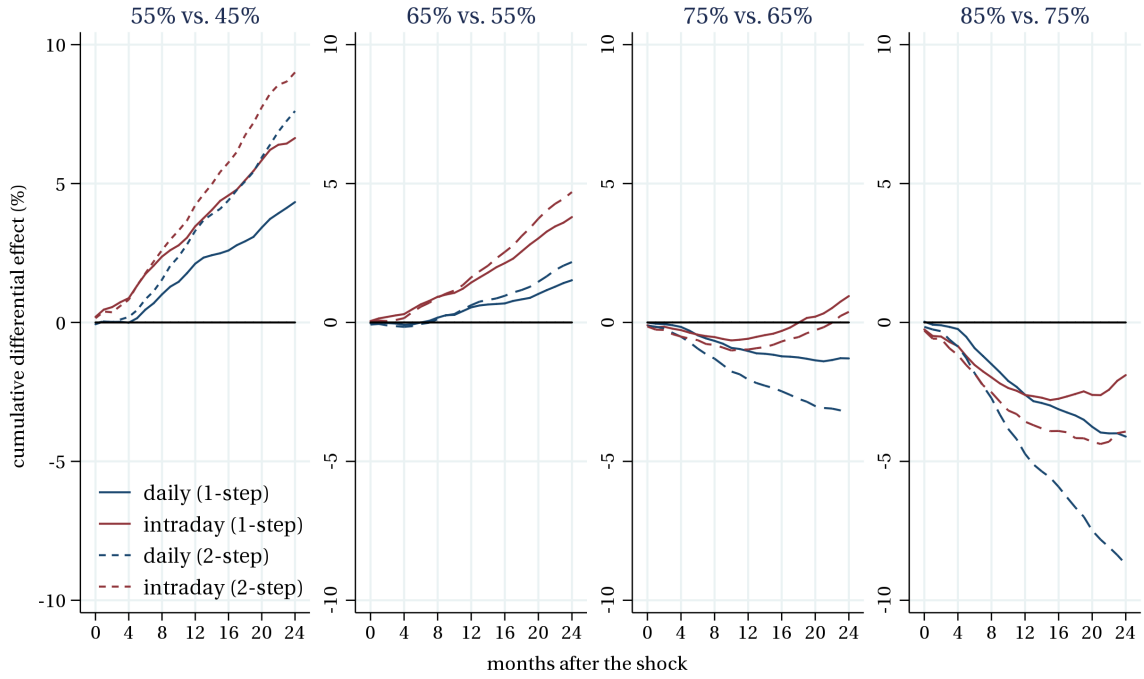 55% vs. 45%
65% vs. 55%
75% vs. 65%
85% vs. 75%
cumulative differential effect (%)
10
5
0
-5
-10
10
5
0
-5
-10
10
5
0
-5
-10
10
5
0
-5
-10
daily (1-step)
intraday (1-step)
daily (2-step)
intraday (2-step)
0 4 8 12 16 20 24
0 4 8 12 16 20 24
0 4 8 12 16 20 24
0 4 8 12 16 20 24
months after the shock